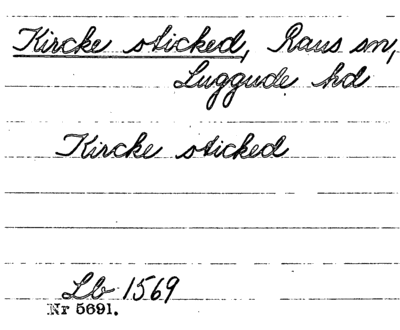 Kircke sticked, Raus sn,
Luggude hd
Kircke sticked
Lb 1569
Nr 5691.